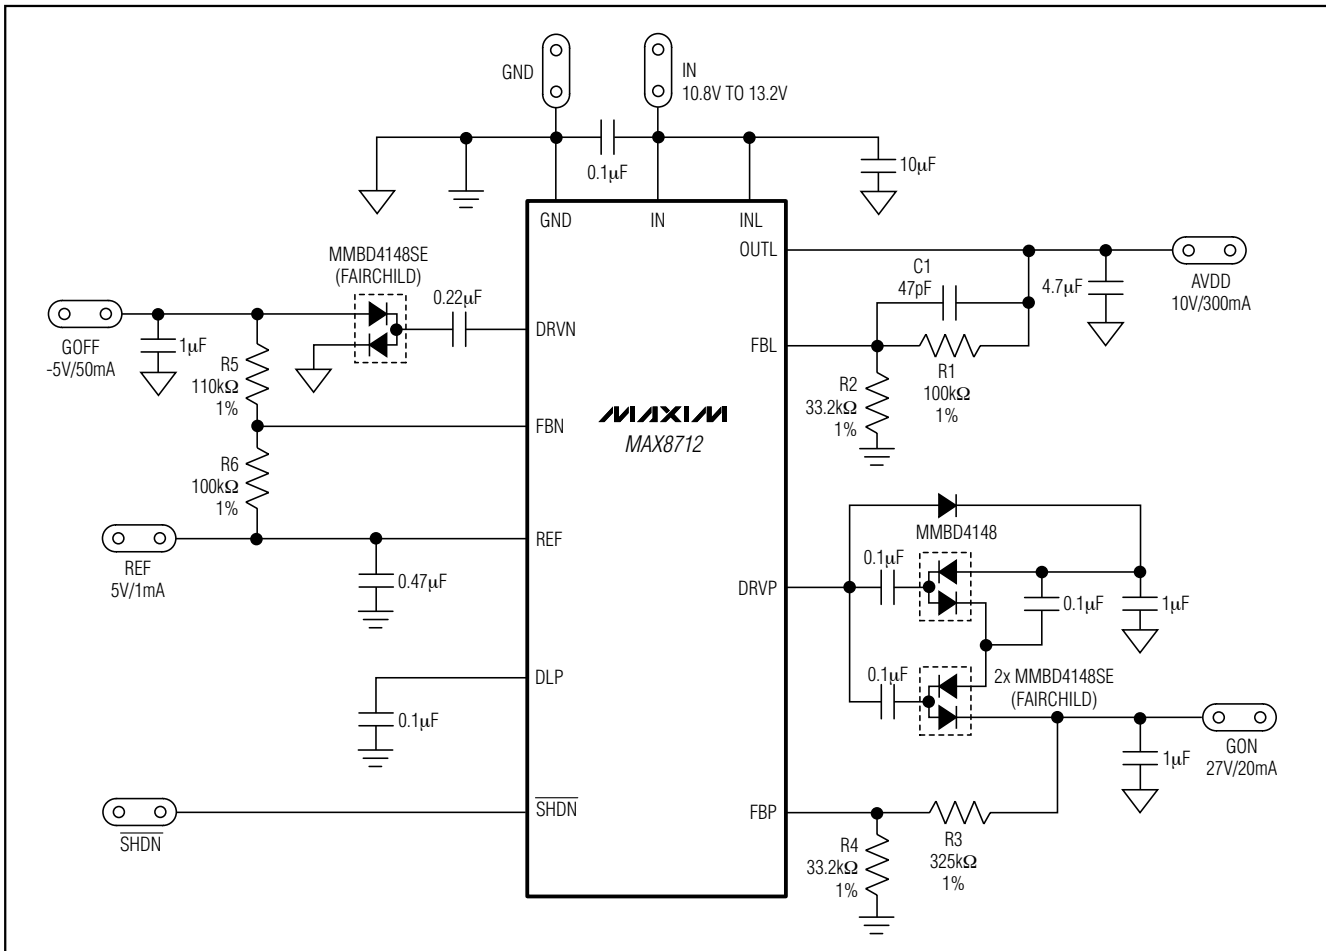 GND
IN
10.8V TO 13.2V
0.1µF
10µF
GND
IN
INL
OUTL
MMBD4148SE
(FAIRCHILD)
0.22µF
DRVN
GOFF
-5V/50mA
1µF
R5
110kΩ
1%
FBN
R6
100kΩ
1%
REF
REF
5V/1mA
0.47µF
DLP
0.1µF
SHDN
SHDN
MAXIM
MAX8712
C1
47pF
4.7µF
AVDD
10V/300mA
FBL
R1
100kΩ
1%
R2
33.2kΩ
1%
MMBD4148
0.1µF
DRVP
0.1µF
1µF
0.1µF
2x MMBD4148SE
(FAIRCHILD)
GON
27V/20mA
1µF
FBP
R3
325kΩ
1%
R4
33.2kΩ
1%